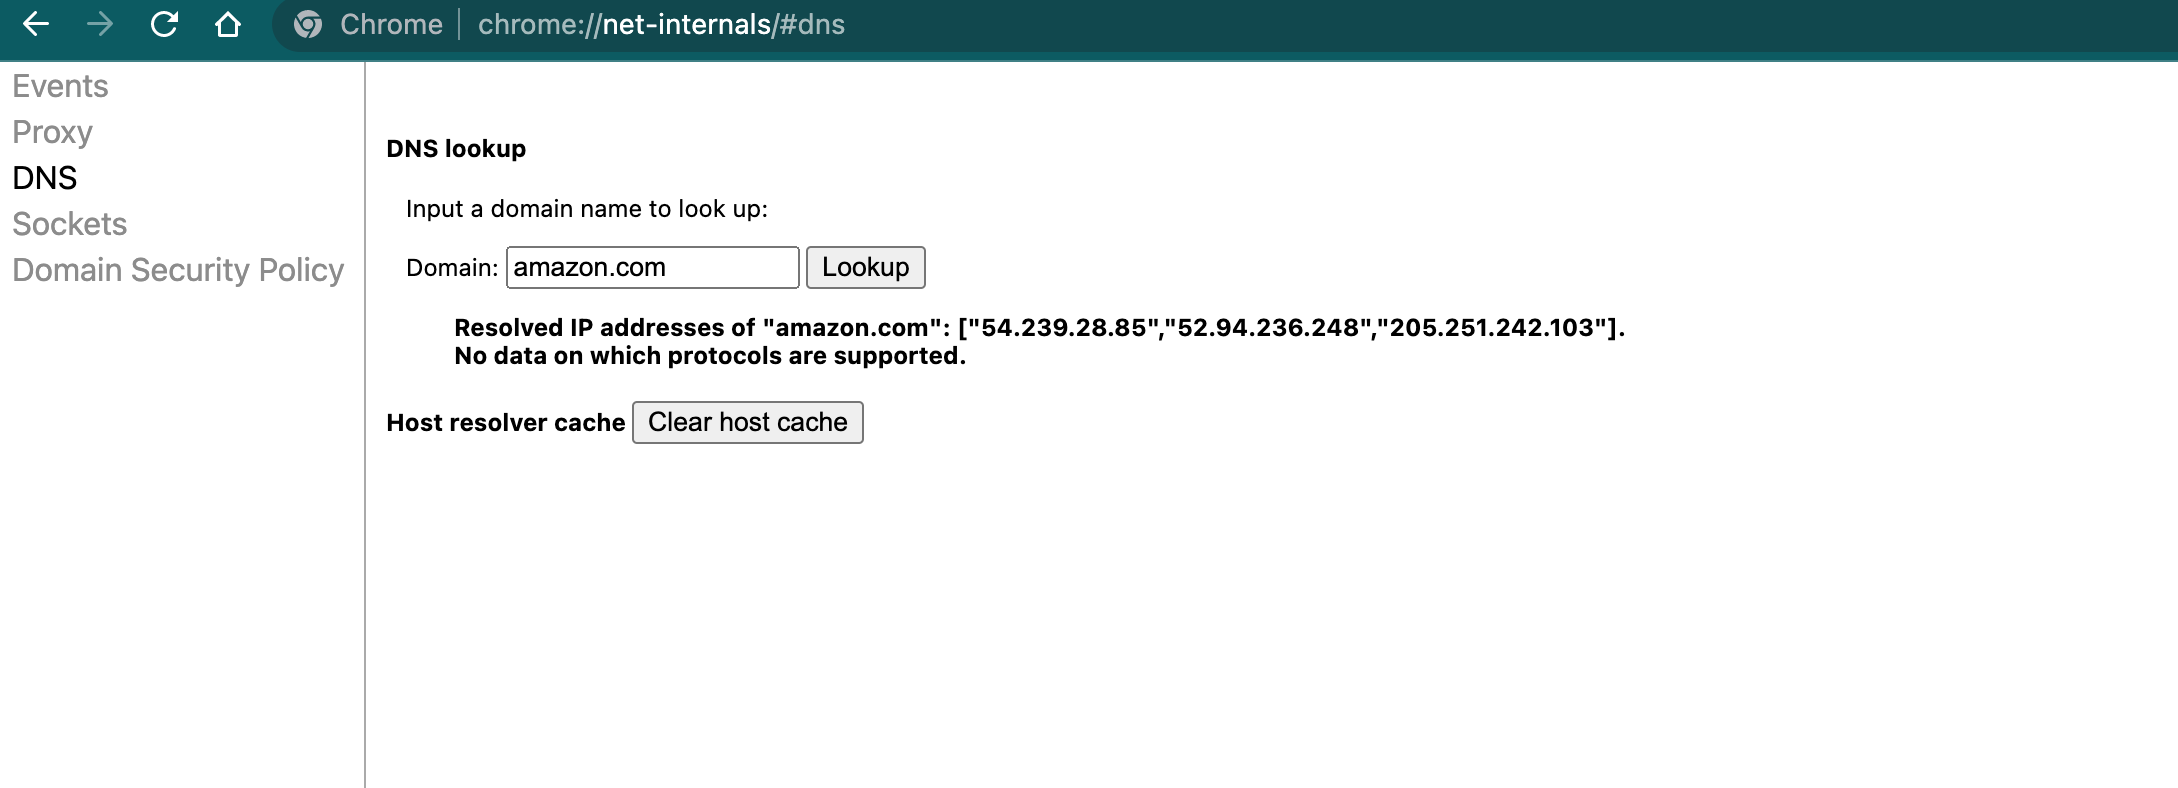 Chrome | chrome://net-internals/#dns
Events
Proxy
DNS
Sockets
Domain Security Policy
DNS lookup
Input a domain name to look up:
Domain: amazon.com Lookup
Resolved IP addresses of "amazon.com": ["54.239.28.85","52.94.236.248","205.251.242.103"].
No data on which protocols are supported.
Host resolver cache Clear host cache